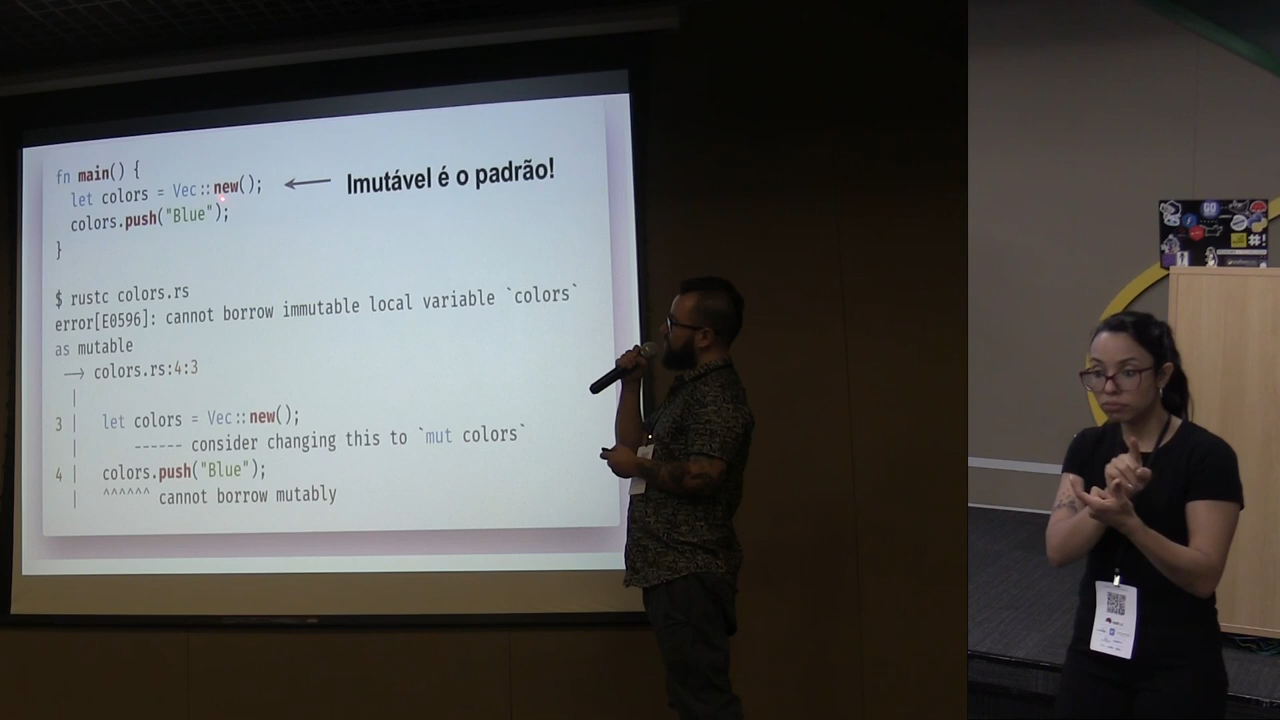 fn main() {
let colors = Vec::new(); ← Imutável é o padrão!
colors.push("Blue");
}
$ rustc colors.rs
error[E0596]: cannot borrow immutable local variable `colors`
as mutable
--> colors.rs:4:3
|
3 | let colors = Vec::new();
| ------ consider changing this to `mut colors`
4 | colors.push("Blue");
| ^^^^^^ cannot borrow mutably
GO
#!